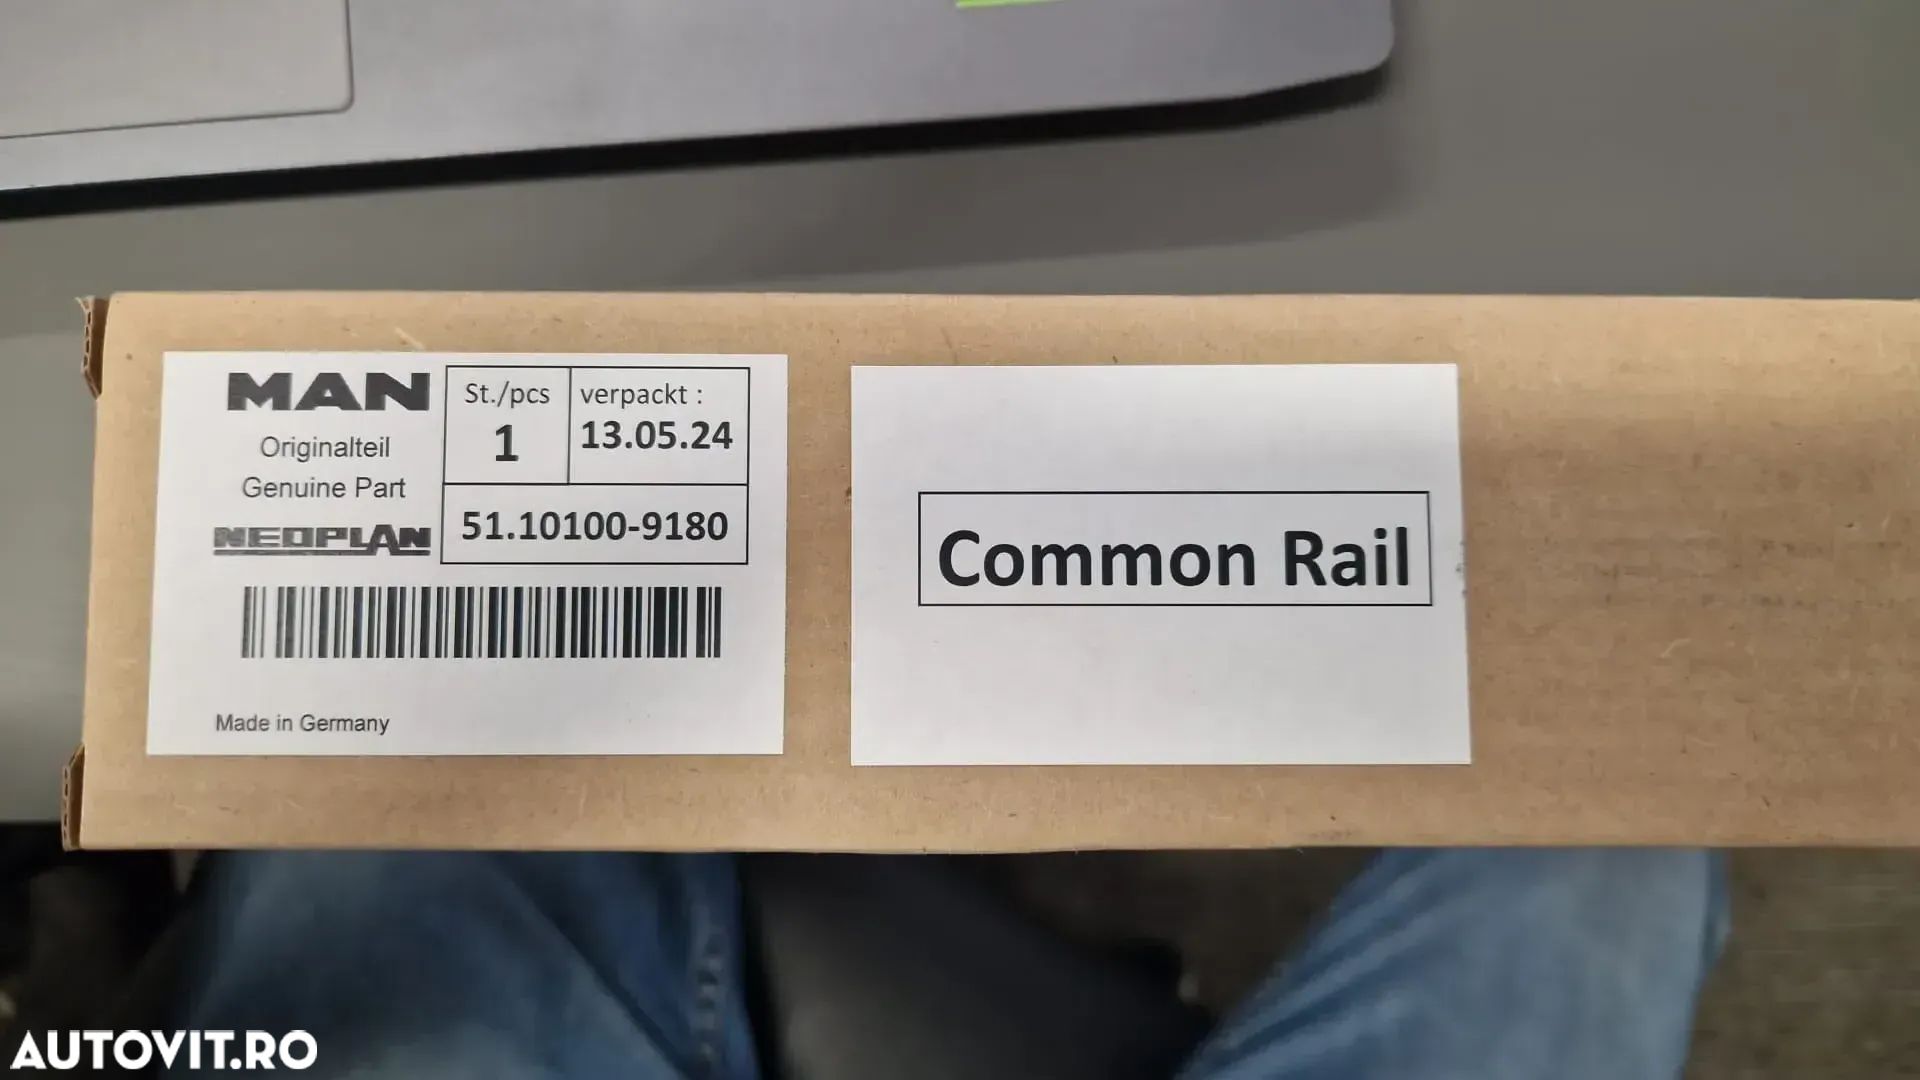 MAN
Originalteil
Genuine Part
NEOPLAN
St./pcs
1
verpackt :
13.05.24
51.10100-9180
Made in Germany
Common Rail
AUTOVIT.RO